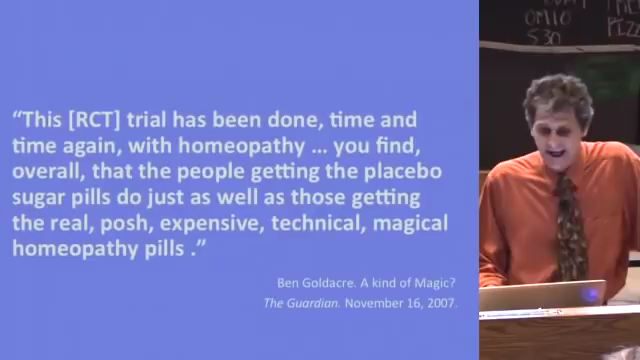 OMIO
530
"This [RCT] trial has been done, time and
time again, with homeopathy ... you find,
overall, that the people getting the placebo
sugar pills do just as well as those getting
the real, posh, expensive, technical, magical
homeopathy pills ."
Ben Goldacre. A kind of Magic?
The Guardian. November 16, 2007.